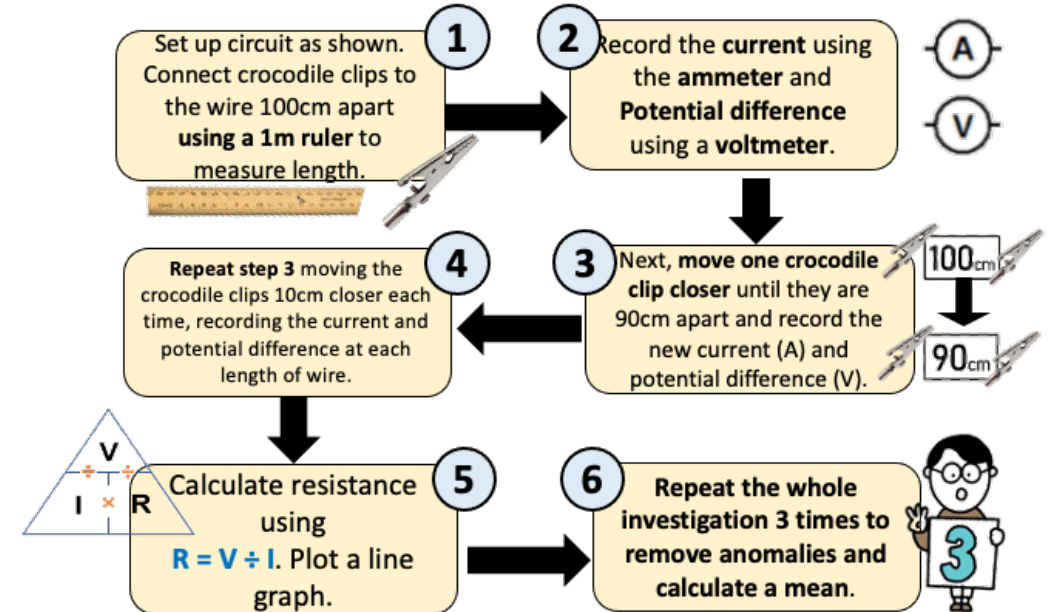 1
Set up circuit as shown.
Connect crocodile clips to
the wire 100cm apart
using a 1m ruler to
measure length.
2
Record the current using
the ammeter and
Potential difference
using a voltmeter.
A
V
3
Next, move one crocodile
clip closer until they are
90cm apart and record the
new current (A) and
potential difference (V).
100cm
90cm
4
Repeat step 3 moving the
crocodile clips 10cm closer each
time, recording the current and
potential difference at each
length of wire.
V
÷ ÷
I × R
5
Calculate resistance
using
R = V ÷ I. Plot a line
graph.
6
Repeat the whole
investigation 3 times to
remove anomalies and
calculate a mean.
3